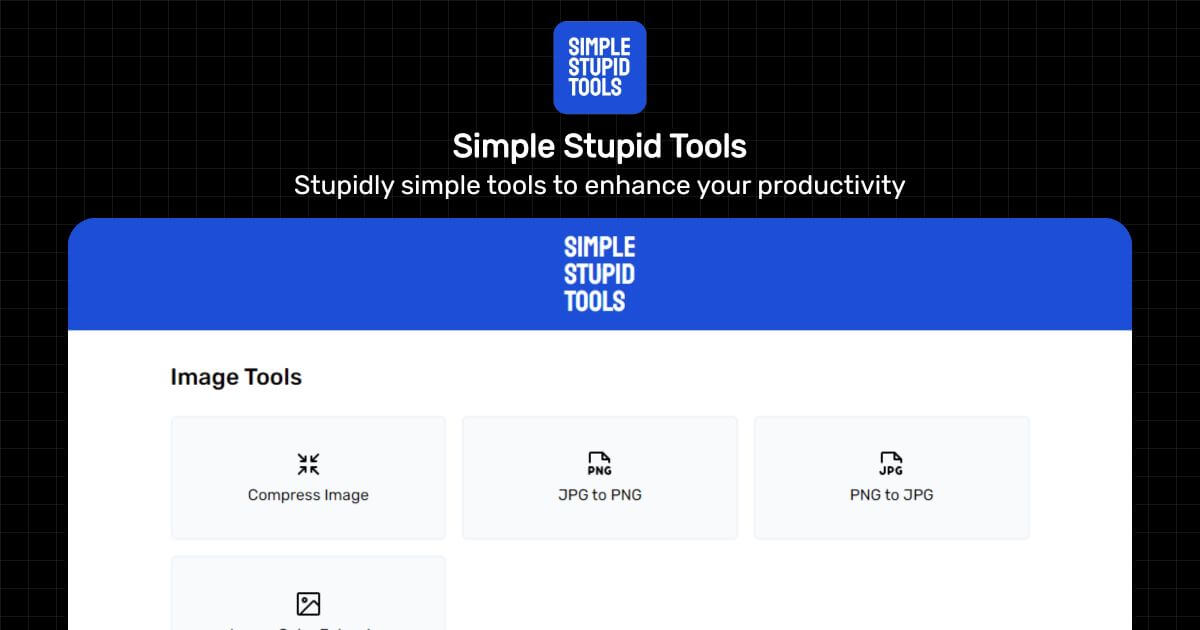 SIMPLE
STUPID
TOOLS
Simple Stupid Tools
Stupidly simple tools to enhance your productivity
SIMPLE
STUPID
TOOLS
Image Tools
Compress Image
PNG
JPG to PNG
JPG
PNG to JPG